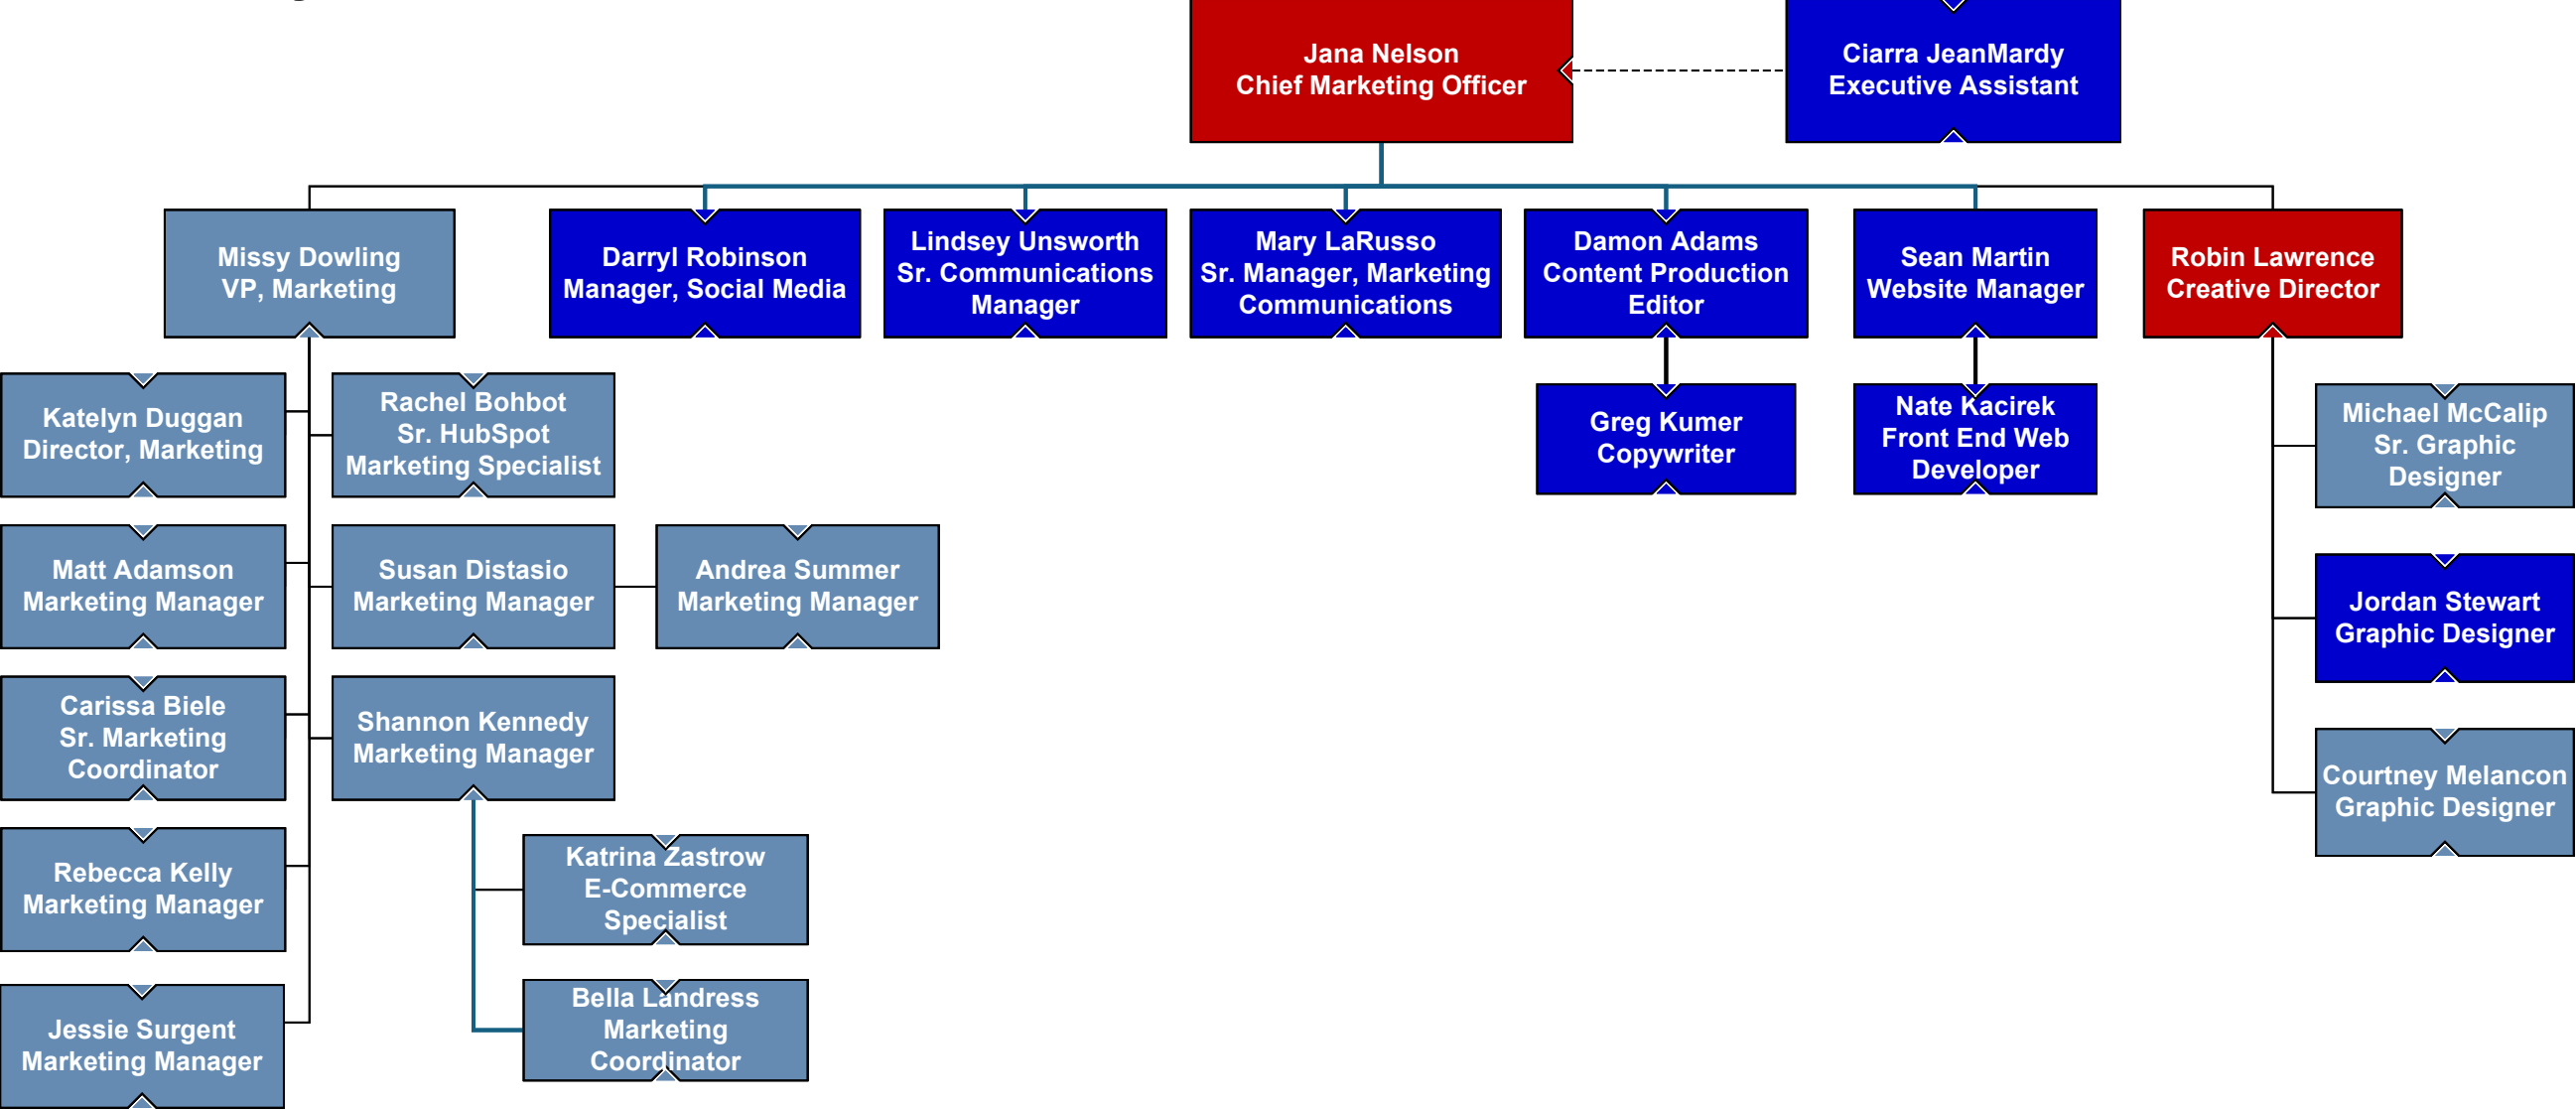 Jana Nelson
Chief Marketing Officer
Ciarra JeanMardy
Executive Assistant
Missy Dowling
VP, Marketing
Darryl Robinson
Manager, Social Media
Lindsey Unsworth
Sr. Communications
Manager
Mary LaRusso
Sr. Manager, Marketing
Communications
Damon Adams
Content Production
Editor
Sean Martin
Website Manager
Robin Lawrence
Creative Director
Katelyn Duggan
Director, Marketing
Rachel Bohbot
Sr. HubSpot
Marketing Specialist
Greg Kumer
Copywriter
Nate Kacirek
Front End Web
Developer
Michael McCalip
Sr. Graphic
Designer
Matt Adamson
Marketing Manager
Susan Distasio
Marketing Manager
Andrea Summer
Marketing Manager
Jordan Stewart
Graphic Designer
Carissa Biele
Sr. Marketing
Coordinator
Shannon Kennedy
Marketing Manager
Courtney Melancon
Graphic Designer
Rebecca Kelly
Marketing Manager
Katrina Zastrow
E-Commerce
Specialist
Jessie Surgent
Marketing Manager
Bella Landress
Marketing
Coordinator